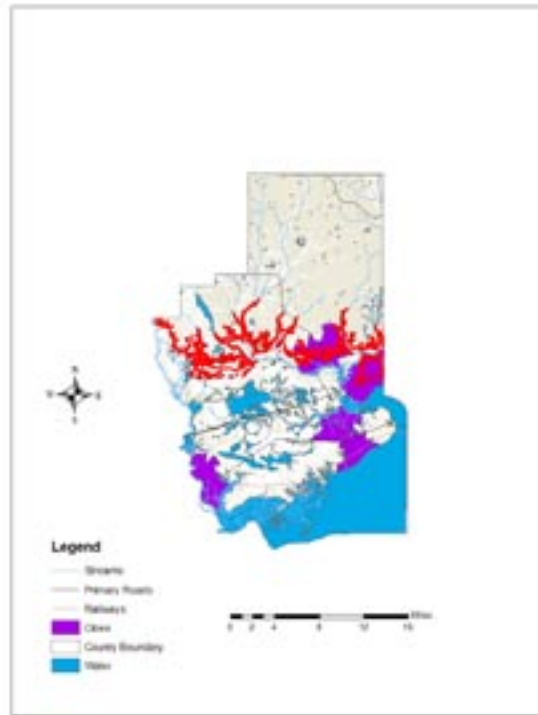 N
S
Legend
Streams
Primary Roads
Railways
Cities
County Boundary
Water
Miles
0 2 4 8 12 16